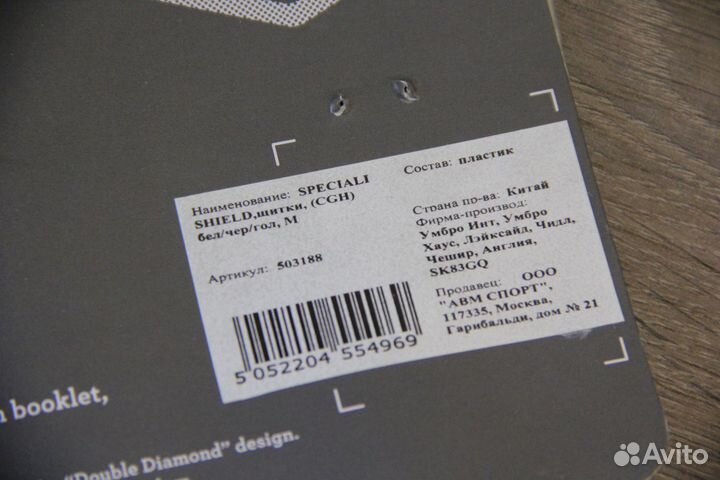 Наименование: SPECIALI
SHIELD,щитки, (CGH)
бел/чер/гол, М
Артикул: 503188
5 052204 554969
Состав: пластик
Страна пр-ва: Китай
Фирма-производ:
Умбро Инт, Умбро
Хаус, Лэйксайд, Чидл,
Чешир, Англия,
SK83GQ
Продавец: ООО
"АВМ СПОРТ",
117335, Москва,
Гарибальди, дом № 21
booklet,
"Double Diamond" design.
Avito